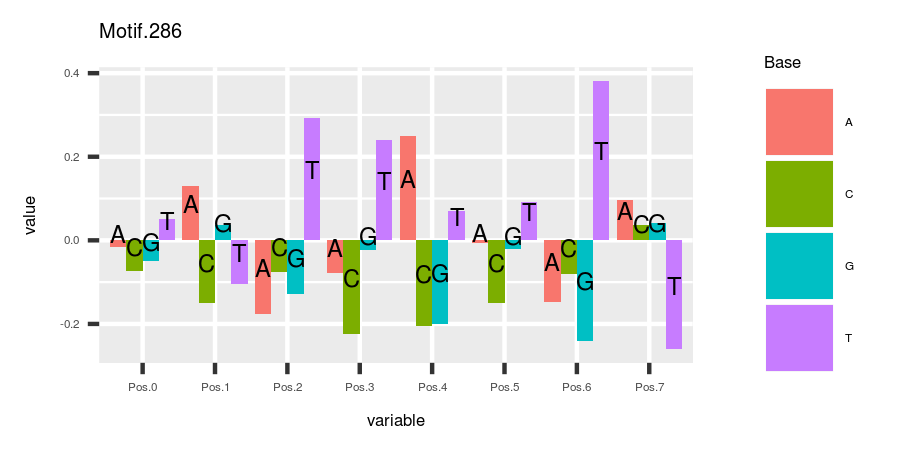 Motif.286
Base
0.4
0.2
0.0
-0.2
value
A C G T A C G T A C G T A C G T A C G T A C G T A C G T A C G T
Pos.0 Pos.1 Pos.2 Pos.3 Pos.4 Pos.5 Pos.6 Pos.7
variable
A
C
G
T